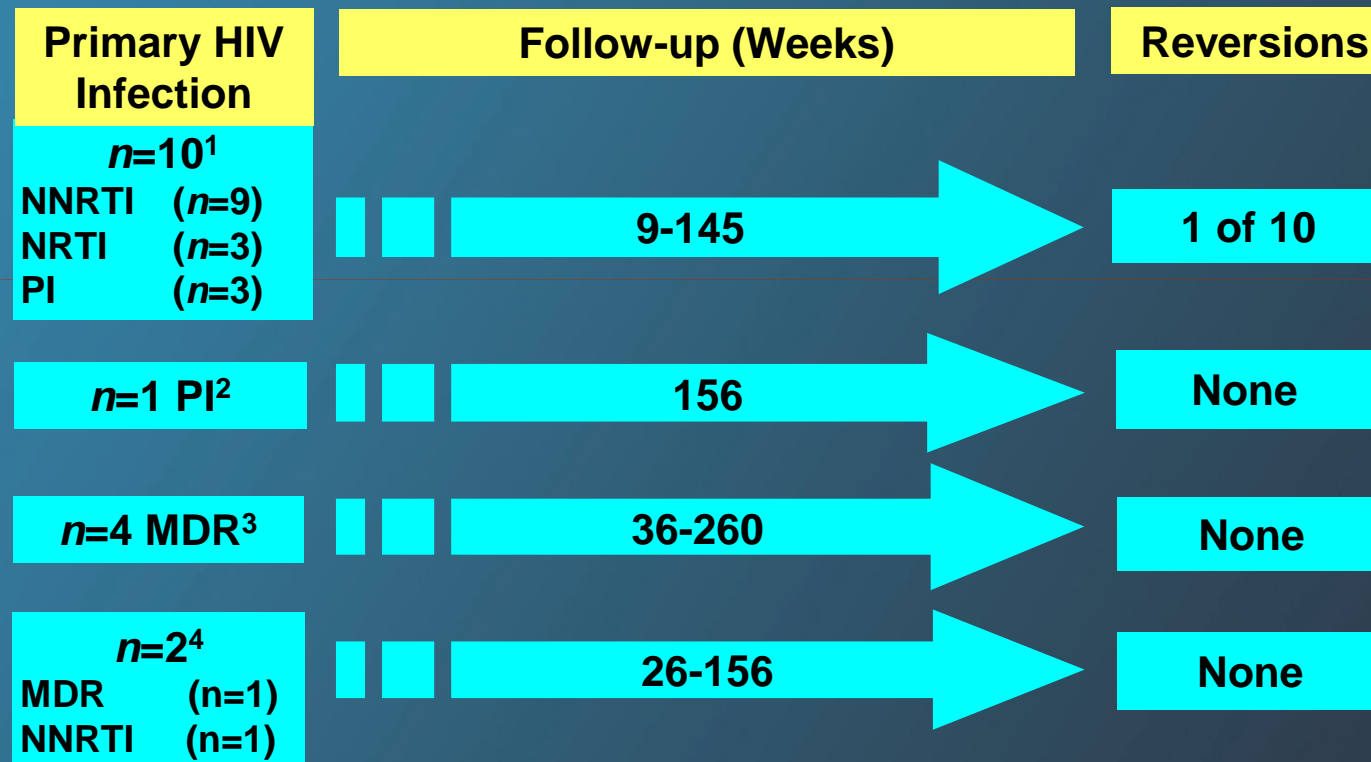 Primary HIV
Infection
Follow-up (Weeks)
Reversions
n=10¹
NNRTI (n=9)
NRTI (n=3)
PI (n=3)
9-145
1 of 10
n=1 PI²
156
None
n=4 MDR³
36-260
None
n=2⁴
MDR (n=1)
NNRTI (n=1)
26-156
None